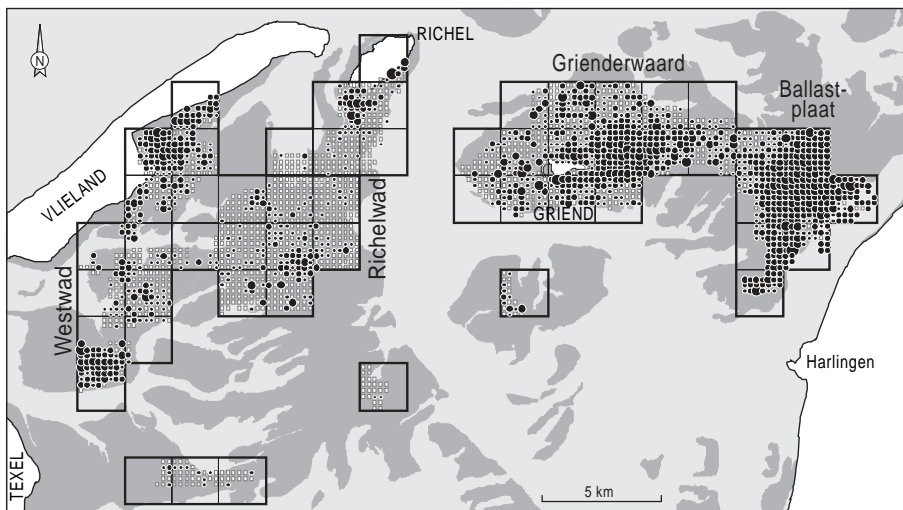 N
RICHEL
Grienderwaard
Ballast-
plaat
VLIELAND
Richelwad
GRIEND
Westwad
Harlingen
TEXEL
5 km